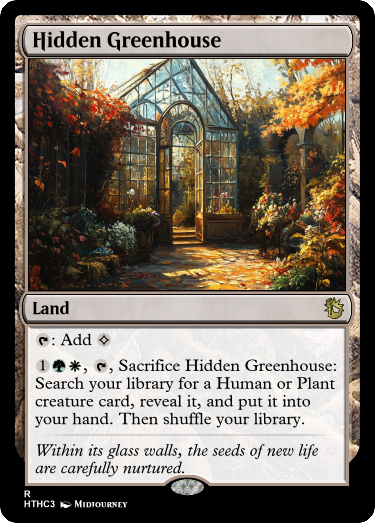 Hidden Greenhouse
Land
: Add
1, , Sacrifice Hidden Greenhouse:
Search your library for a Human or Plant
creature card, reveal it, and put it into
your hand. Then shuffle your library.
Within its glass walls, the seeds of new life
are carefully nurtured.
R
HTHC3 MIDJOURNEY